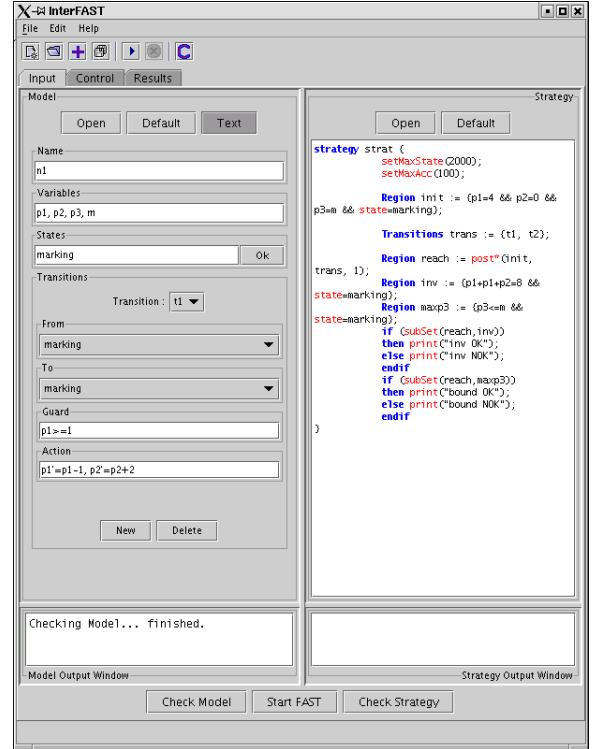 InterFAST
File Edit Help
Input Control Results
Model
Open Default Text
Name
n1
Variables
p1, p2, p3, m
States
marking Ok
Transitions
Transition : t1
From
marking
To
marking
Guard
p1>=1
Action
p1'=p1-1, p2'=p2+2
New Delete
Strategy
Open Default
strategy strat {
setMaxState(2000);
setMaxAcc(100);
Region init := {p1=4 && p2=0 &&
p3=m && state=marking};
Transitions trans := {t1, t2};
Region reach := post*(init,
trans, 1);
Region inv := {p1+p1+p2=8 &&
state=marking};
Region maxp3 := {p3<=m &&
state=marking};
if (subSet(reach,inv))
then print("inv OK");
else print("inv NOK");
endif
if (subSet(reach,maxp3))
then print("bound OK");
else print("bound NOK");
endif
}
Checking Model... finished.
Model Output Window
Strategy Output Window
Check Model Start FAST Check Strategy